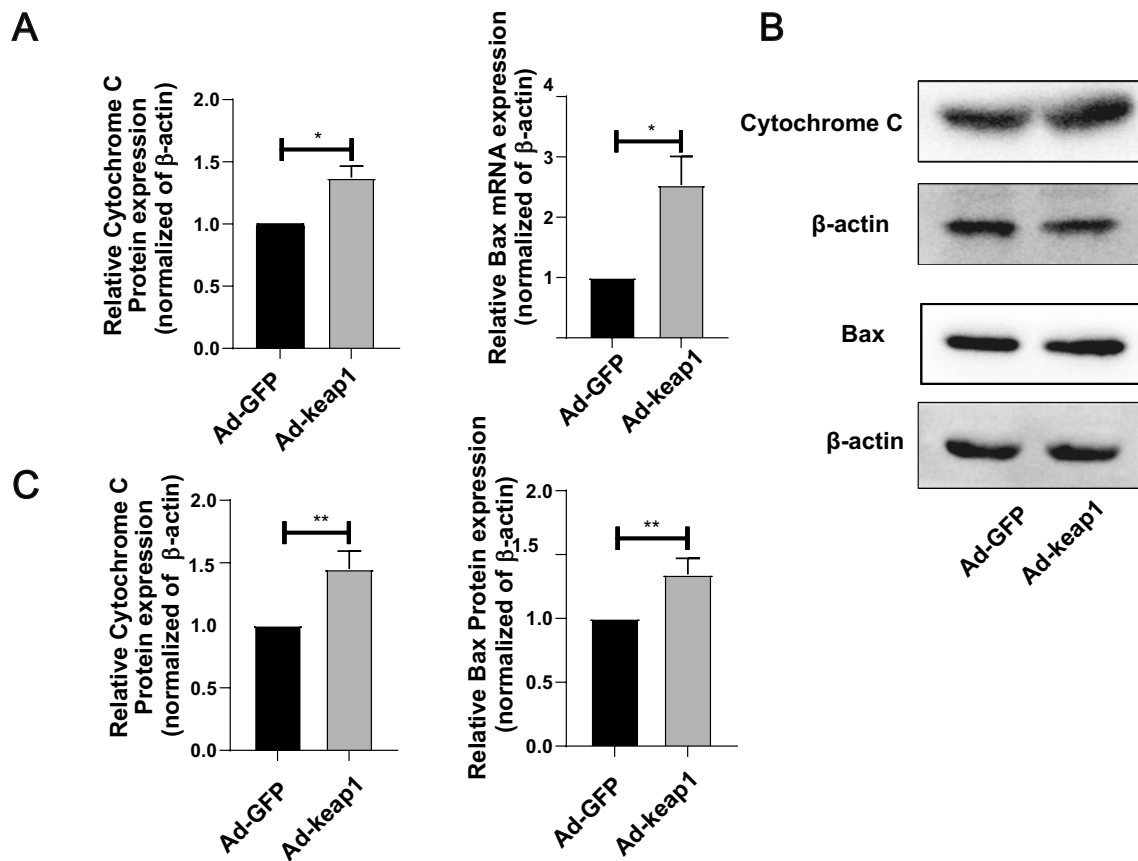 A
Relative Cytochrome C
Protein expression
(normalized of β-actin)
2.0
1.5
1.0
0.5
0.0
*
Ad-GFP
Ad-keap1
Relative Bax mRNA expression
(normalized of β-actin)
4
3
2
1
*
Ad-GFP
Ad-keap1
B
Cytochrome C
β-actin
Bax
β-actin
Ad-GFP
Ad-keap1
C
Relative Cytochrome C
Protein expression
(normalized of β-actin)
2.0
1.5
1.0
0.5
0.0
**
Ad-GFP
Ad-keap1
Relative Bax Protein expression
(normalized of β-actin)
2.0
1.5
1.0
0.5
0.0
**
Ad-GFP
Ad-keap1